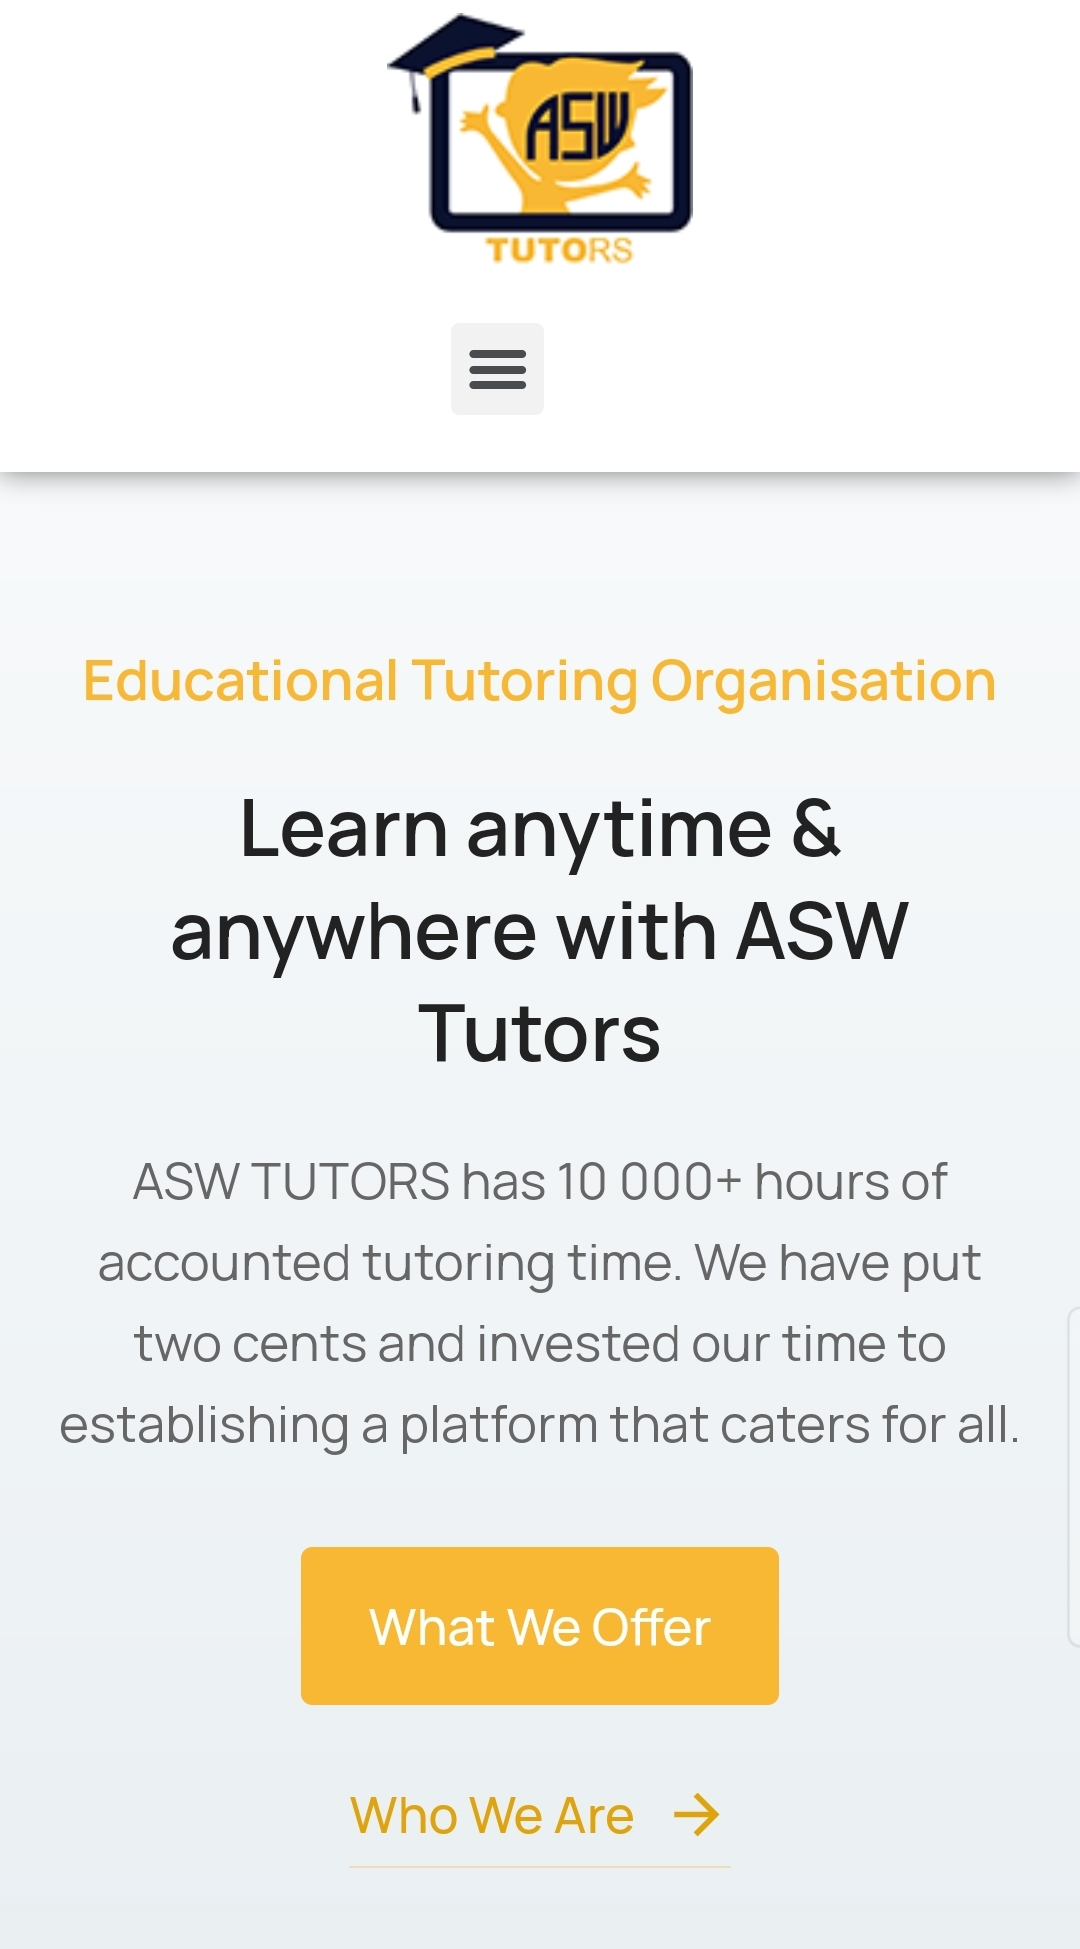 ASW
TUTORS
Educational Tutoring Organisation
Learn anytime &
anywhere with ASW
Tutors
ASW TUTORS has 10 000+ hours of
accounted tutoring time. We have put
two cents and invested our time to
establishing a platform that caters for all.
What We Offer
Who We Are